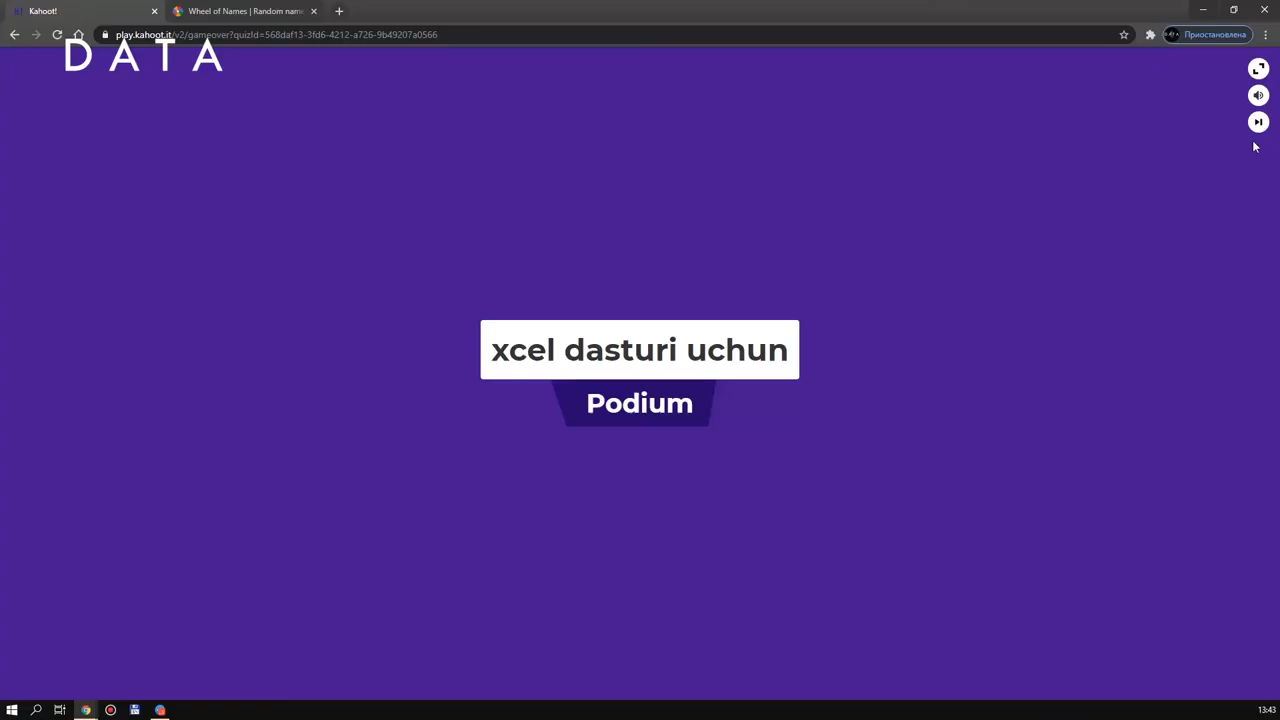 Kahoot!
Wheel of Names | Random name
play.kahoot.it/v2/gameover?quizId=568daf13-3fd6-4212-a726-9b49207a0566
Приостановлена
DATA
xcel dasturi uchun
Podium
13:43